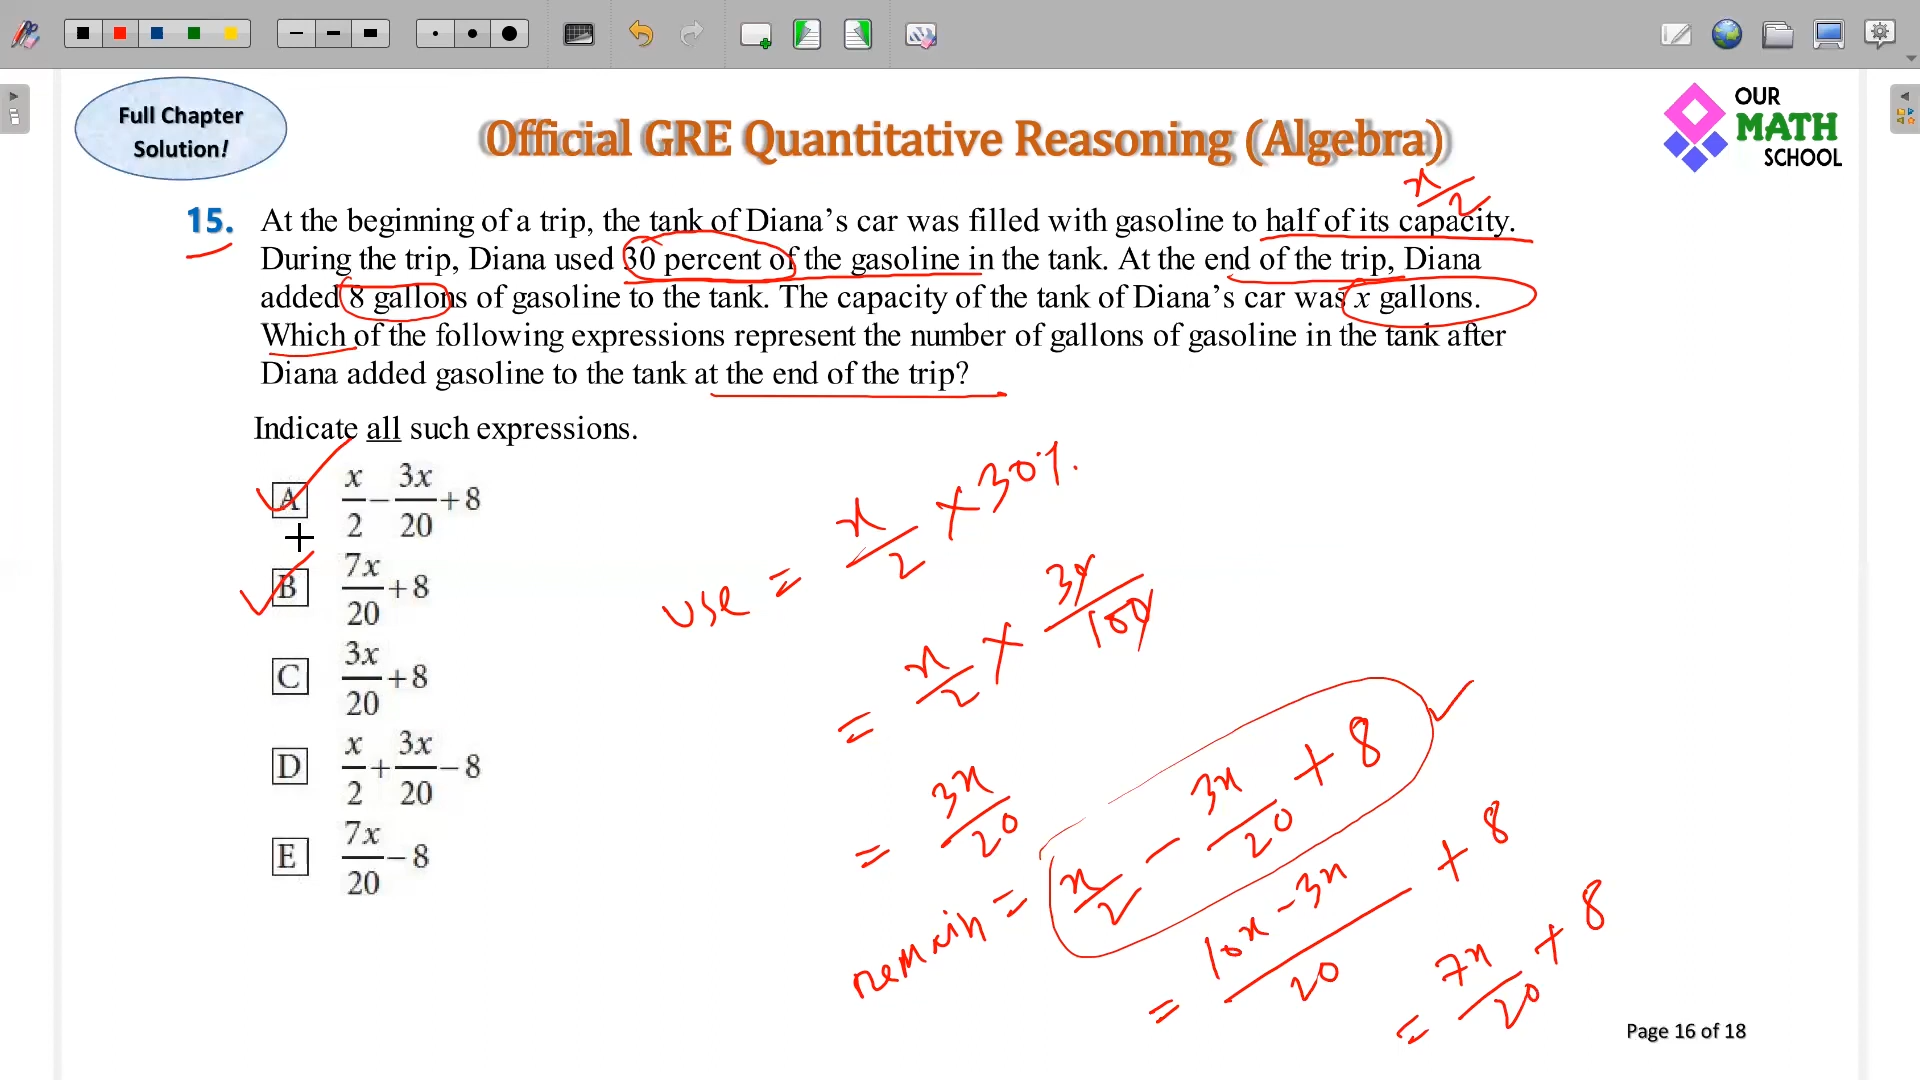 Full Chapter
Solution!
Official GRE Quantitative Reasoning (Algebra)
OUR
MATH
SCHOOL
x/2
15. At the beginning of a trip, the tank of Diana's car was filled with gasoline to half of its capacity.
During the trip, Diana used 30 percent of the gasoline in the tank. At the end of the trip, Diana
added 8 gallons of gasoline to the tank. The capacity of the tank of Diana's car was x gallons.
Which of the following expressions represent the number of gallons of gasoline in the tank after
Diana added gasoline to the tank at the end of the trip?
Indicate all such expressions.
A x/2 - 3x/20 + 8
B 7x/20 + 8
C 3x/20 + 8
D x/2 + 3x/20 - 8
E 7x/20 - 8
use = x/2 × 30%
= x/2 × 30/100
= 3x/20
remain = x/2 - 3x/20 + 8
= 10x - 3x/20 + 8
= 7x/20 + 8
Page 16 of 18